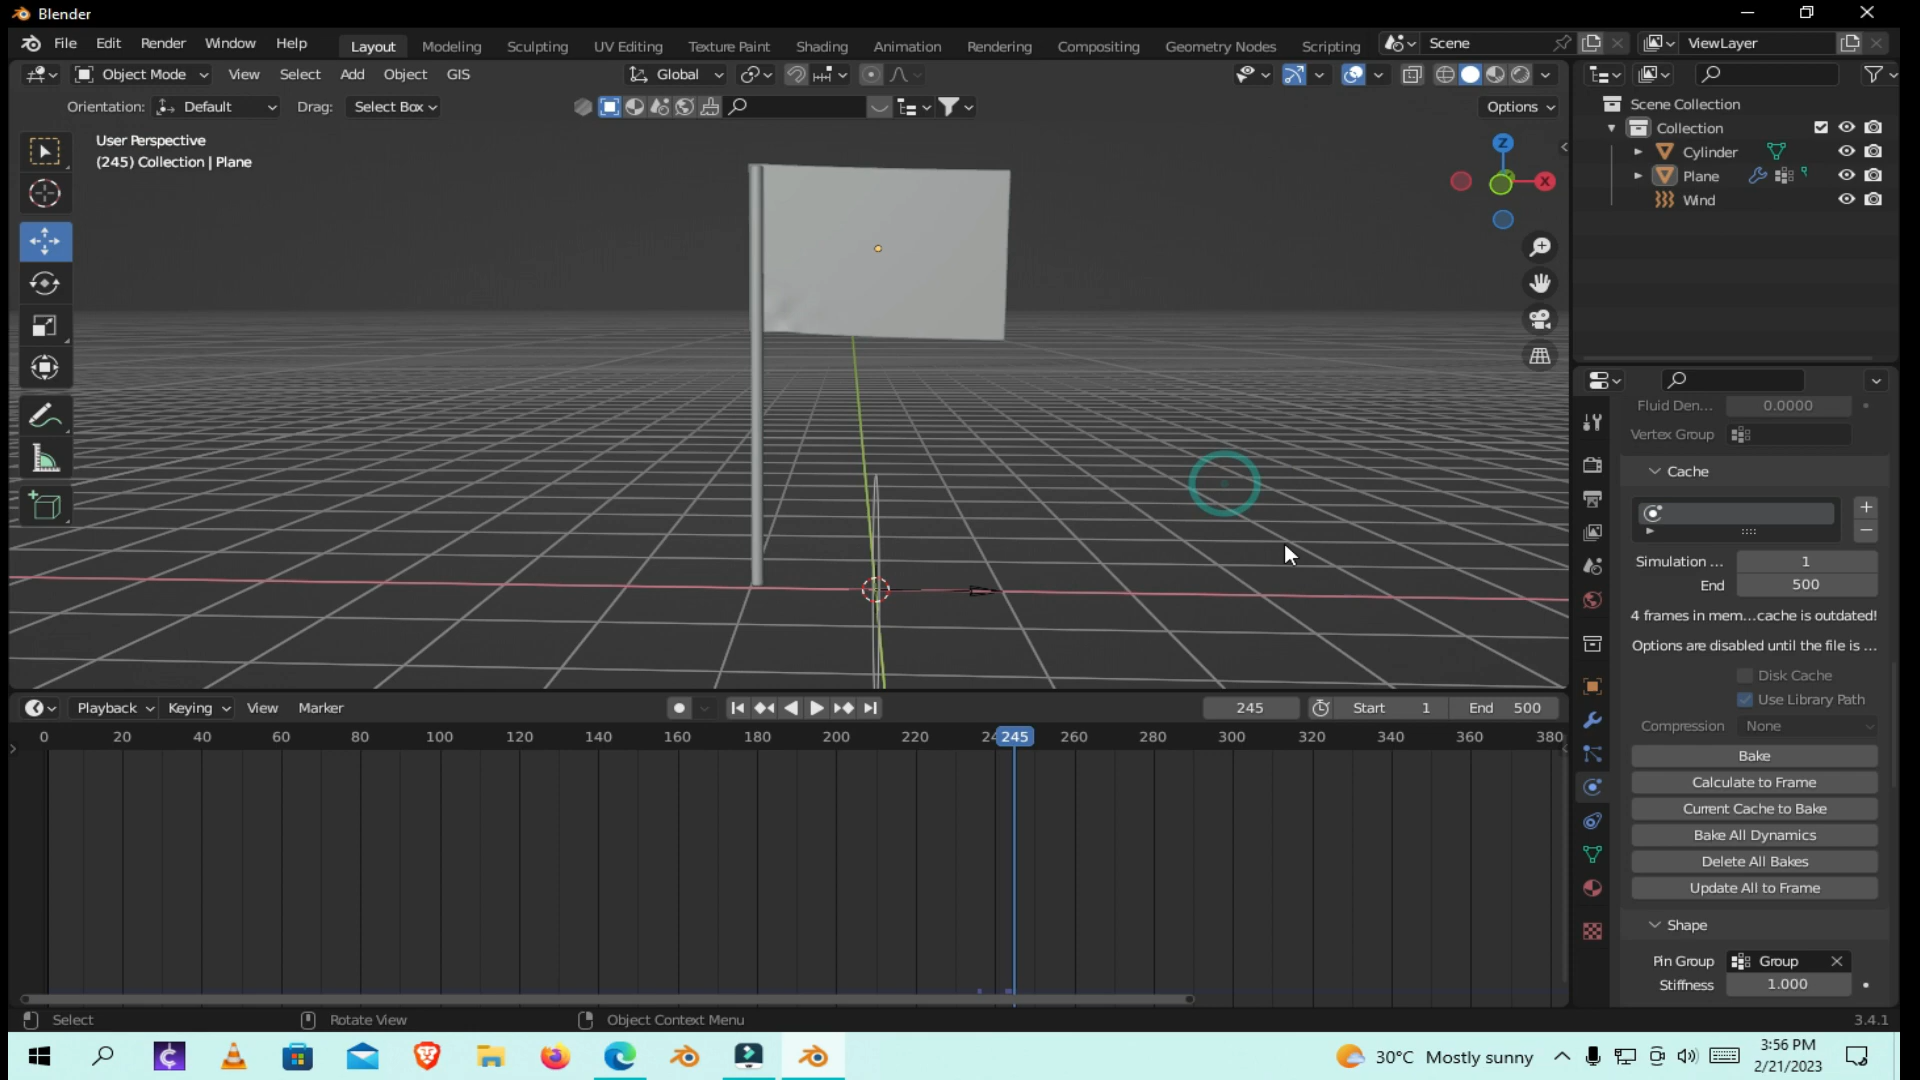 Blender
File Edit Render Window Help Layout Modeling Sculpting UV Editing Texture Paint Shading Animation Rendering Compositing Geometry Nodes Scripting Scene ViewLayer
Object Mode View Select Add Object GIS Global
Orientation: Default Drag: Select Box Options
User Perspective
(245) Collection | Plane
Z
X
Scene Collection
Collection
Cylinder
Plane
Wind
Fluid Den... 0.0000
Vertex Group
Cache
Simulation ... 1
End 500
4 frames in mem...cache is outdated!
Options are disabled until the file is ...
Disk Cache
Use Library Path
Compression None
Bake
Calculate to Frame
Current Cache to Bake
Bake All Dynamics
Delete All Bakes
Update All to Frame
Shape
Pin Group Group
Stiffness 1.000
Playback Keying View Marker 245 Start 1 End 500
0 20 40 60 80 100 120 140 160 180 200 220 24 245 260 280 300 320 340 360 380
Select Rotate View Object Context Menu 3.4.1
30°C Mostly sunny
3:56 PM
2/21/2023